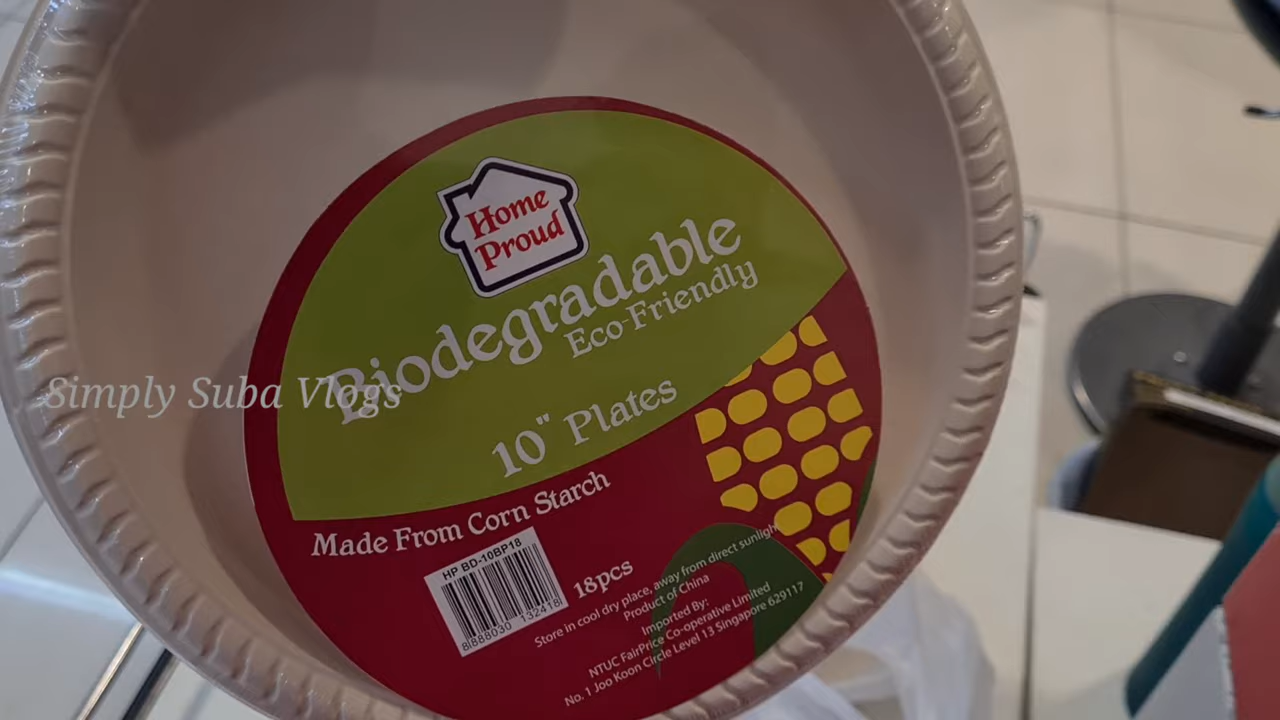 Home
Proud
Biodegradable
Eco-Friendly
10" Plates
Simply Suba Vlogs
Made From Corn Starch
HP BD-10BP18
8 888030 132418
18pcs
Store in cool dry place, away from direct sunlight
Product of China
Imported By:
NTUC FairPrice Co-operative Limited
No. 1 Joo Koon Circle Level 13 Singapore 629117